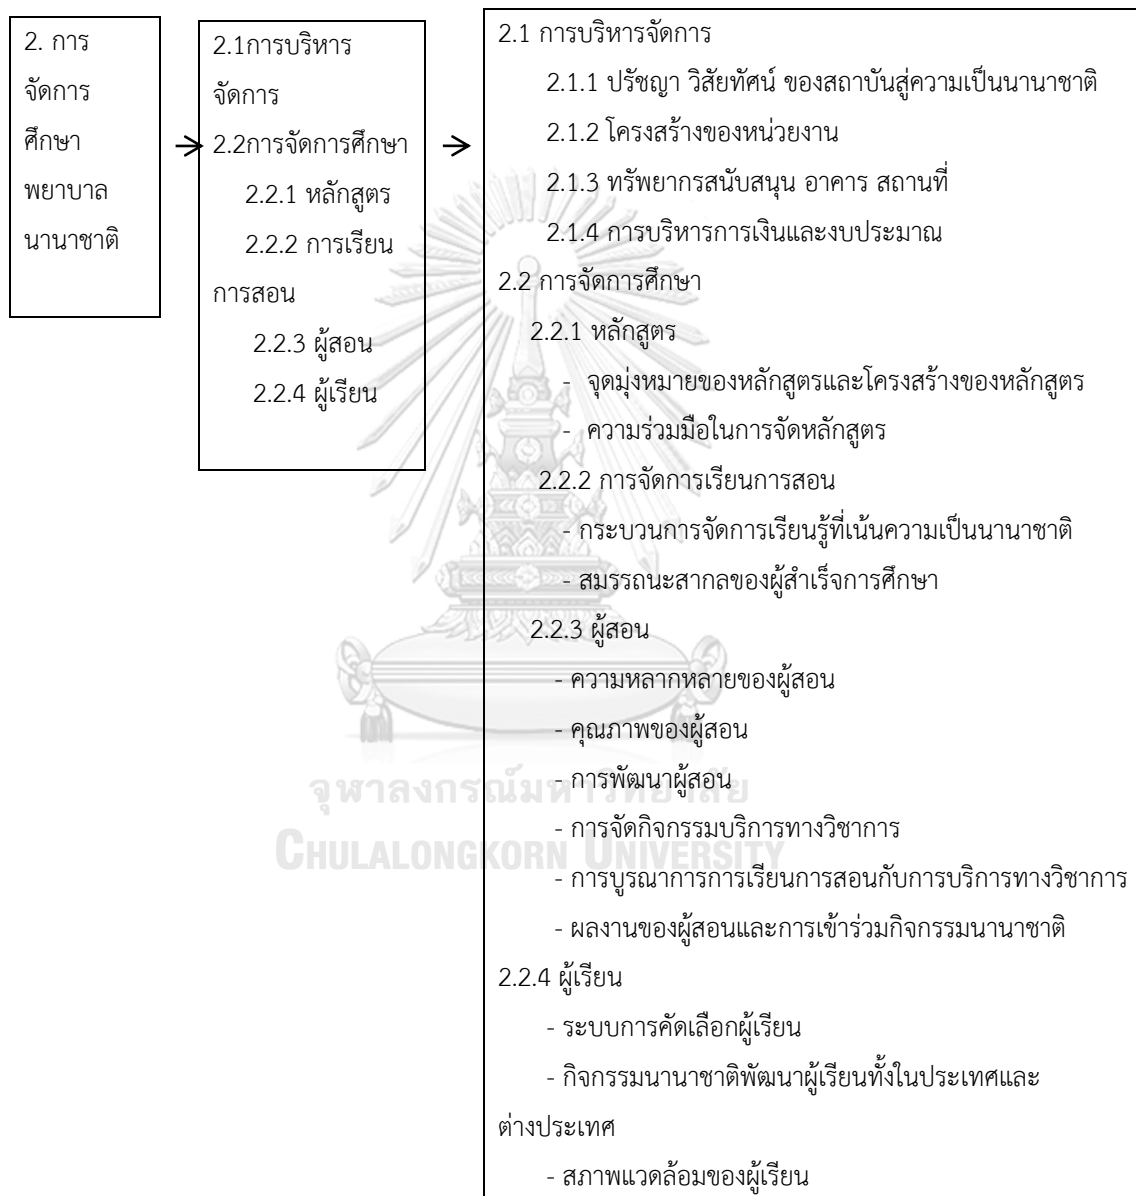 2. การ
จัดการ
ศึกษา
พยาบาล
นานาชาติ
2.1การบริหาร
จัดการ
2.2การจัดการศึกษา
2.2.1 หลักสูตร
2.2.2 การเรียน
การสอน
2.2.3 ผู้สอน
2.2.4 ผู้เรียน
2.1 การบริหารจัดการ
2.1.1 ปรัชญา วิสัยทัศน์ ของสถาบันสู่ความเป็นนานาชาติ
2.1.2 โครงสร้างของหน่วยงาน
2.1.3 ทรัพยากรสนับสนุน อาคาร สถานที่
2.1.4 การบริหารการเงินและงบประมาณ
2.2 การจัดการศึกษา
2.2.1 หลักสูตร
- จุดมุ่งหมายของหลักสูตรและโครงสร้างของหลักสูตร
- ความร่วมมือในการจัดหลักสูตร
2.2.2 การจัดการเรียนการสอน
- กระบวนการจัดการเรียนรู้ที่เน้นความเป็นนานาชาติ
- สมรรถนะสากลของผู้สำเร็จการศึกษา
2.2.3 ผู้สอน
- ความหลากหลายของผู้สอน
- คุณภาพของผู้สอน
- การพัฒนาผู้สอน
- การจัดกิจกรรมบริการทางวิชาการ
- การบูรณาการการเรียนการสอนกับการบริการทางวิชาการ
- ผลงานของผู้สอนและการเข้าร่วมกิจกรรมนานาชาติ
2.2.4 ผู้เรียน
- ระบบการคัดเลือกผู้เรียน
- กิจกรรมนานาชาติพัฒนาผู้เรียนทั้งในประเทศและ
ต่างประเทศ
- สภาพแวดล้อมของผู้เรียน
จุฬาลงกรณ์มหาวิทยาลัย
CHULALONGKORN UNIVERSITY